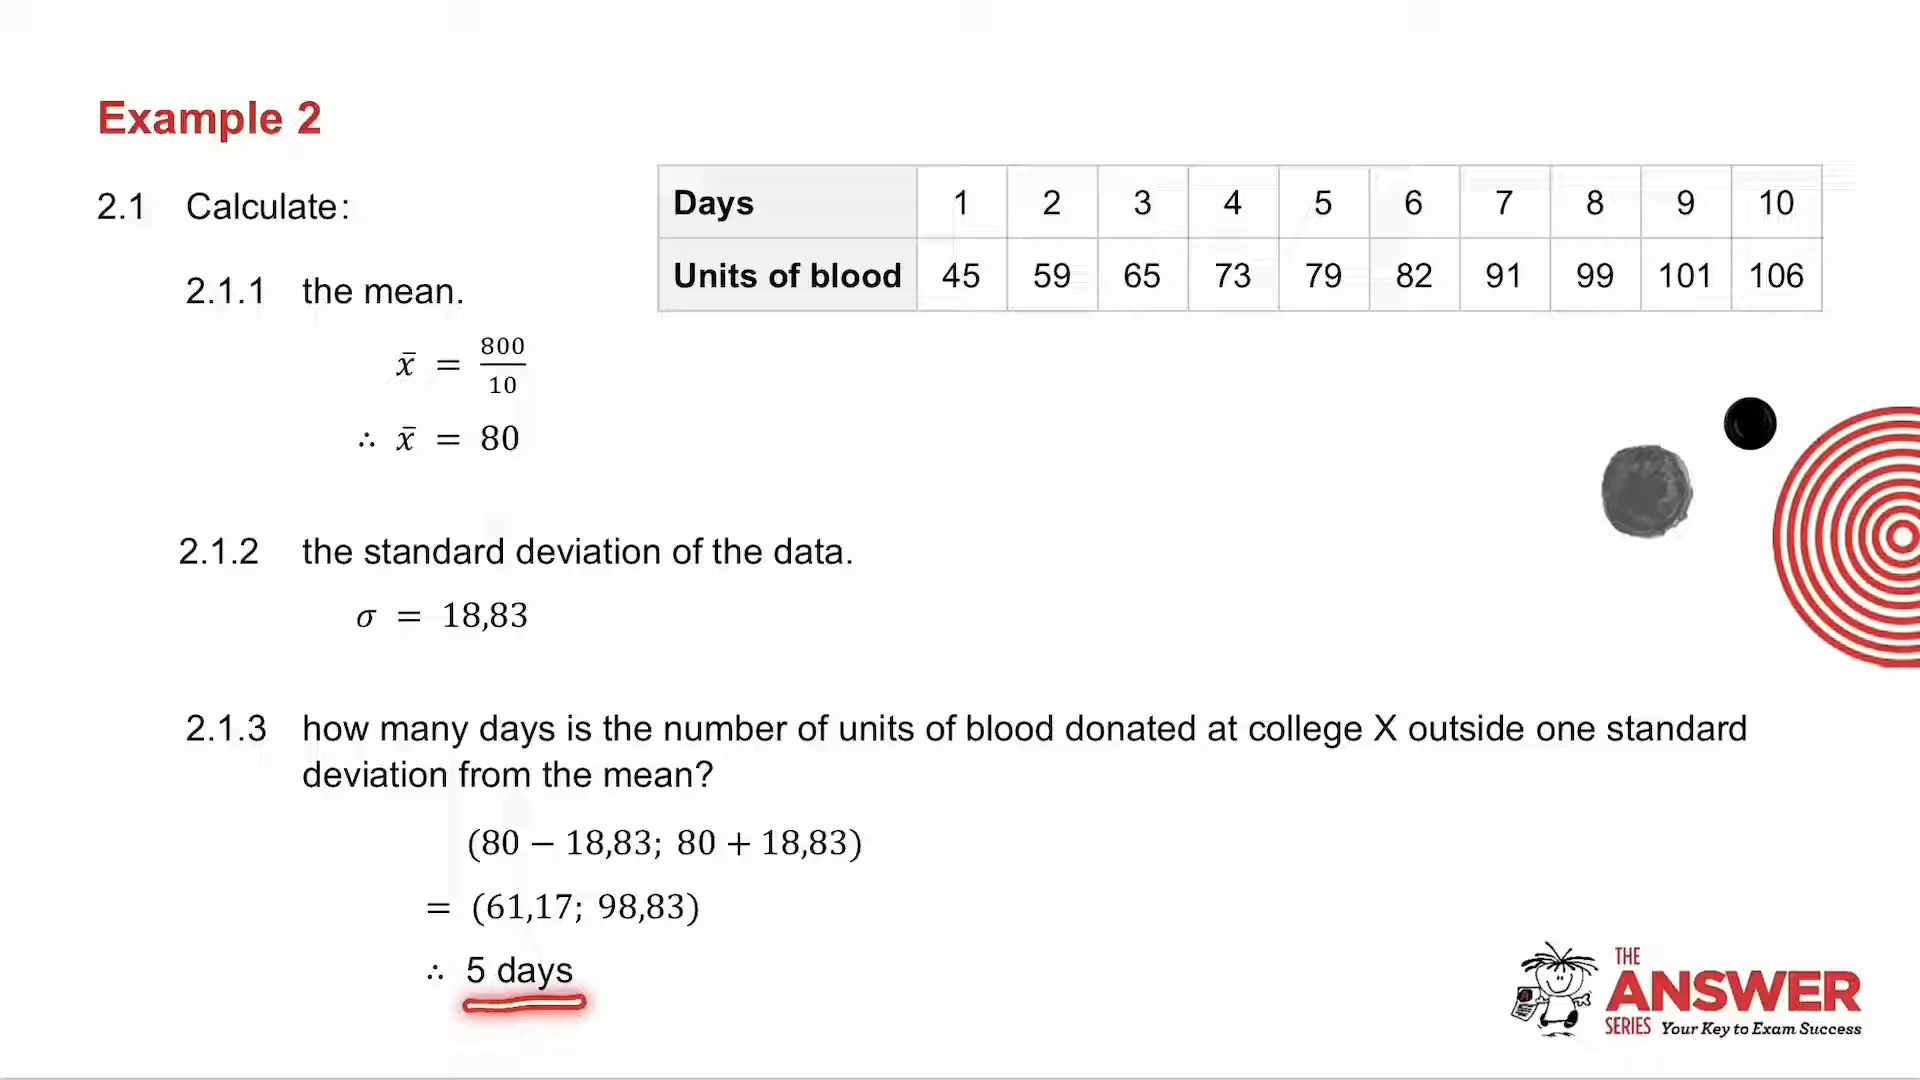 Example 2
2.1 Calculate:
Days 1 2 3 4 5 6 7 8 9 10
Units of blood 45 59 65 73 79 82 91 99 101 106
2.1.1 the mean.
x̄ = 800/10
∴ x̄ = 80
2.1.2 the standard deviation of the data.
σ = 18,83
2.1.3 how many days is the number of units of blood donated at college X outside one standard
deviation from the mean?
(80 − 18,83; 80 + 18,83)
= (61,17; 98,83)
∴ 5 days
THE
ANSWER
SERIES Your Key to Exam Success